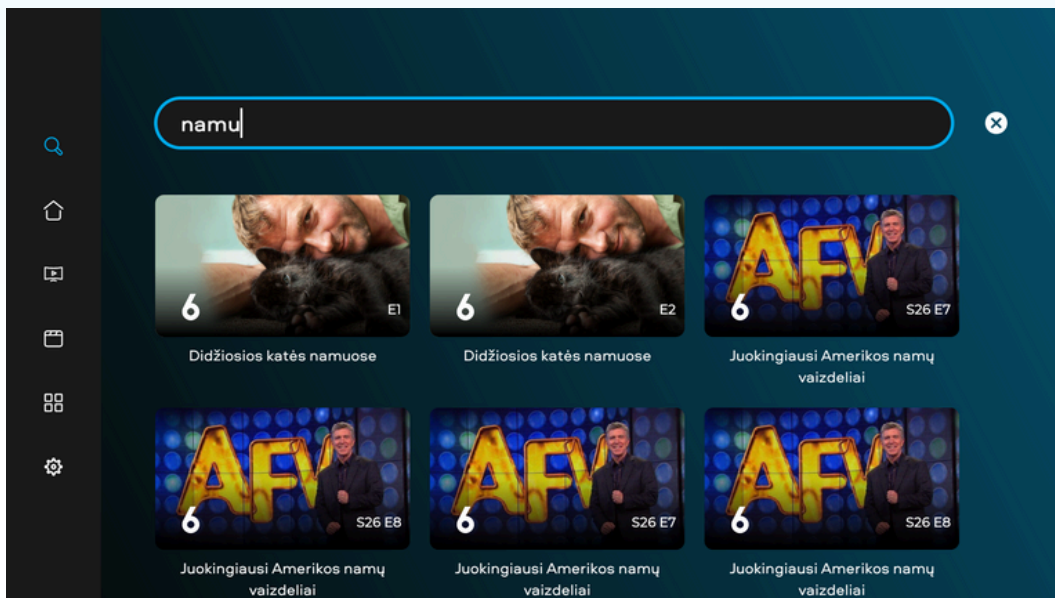 namu
6
E1
6
E2
AFV
6
S26 E7
Didžiosios katės namuose
Didžiosios katės namuose
Juokingiausi Amerikos namų
vaizdeliai
AFV
6
S26 E8
AFV
6
S26 E7
AFV
6
S26 E8
Juokingiausi Amerikos namų
vaizdeliai
Juokingiausi Amerikos namų
vaizdeliai
Juokingiausi Amerikos namų
vaizdeliai